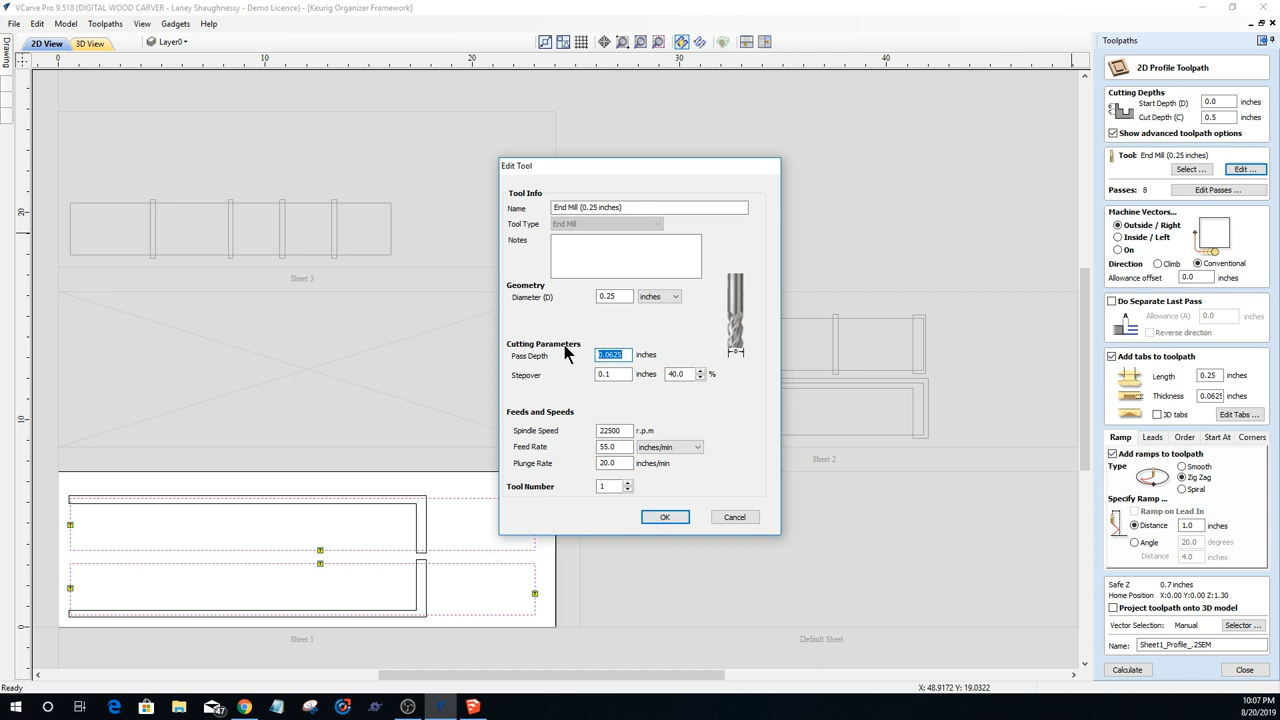 VCarve Pro 9.518 (DIGITAL WOOD CARVER - Laney Shaughnessy - Demo Licence) - [Keurig Organizer Framework]
File Edit Model Toolpaths View Gadgets Help
2D View 3D View Layer0
Drawing
0 10 20 30 40
20
10
0
Sheet 3
Sheet 2
Sheet 1
Default Sheet
Edit Tool
Tool Info
Name End Mill (0.25 inches)
Tool Type End Mill
Notes
Geometry
Diameter (D) 0.25 inches
D
Cutting Parameters
Pass Depth 0.0625 inches
Stepover 0.1 inches 40.0 %
Feeds and Speeds
Spindle Speed 22500 r.p.m
Feed Rate 55.0 inches/min
Plunge Rate 20.0 inches/min
Tool Number 1
OK Cancel
Toolpaths
2D Profile Toolpath
Cutting Depths
Start Depth (D) 0.0 inches
Cut Depth (C) 0.5 inches
Show advanced toolpath options
Tool: End Mill (0.25 inches)
Select ... Edit ...
Passes: 8 Edit Passes ...
Machine Vectors...
Outside / Right
Inside / Left
On
Direction Climb Conventional
Allowance offset 0.0 inches
Do Separate Last Pass
Allowance (A) 0.0 inches
Reverse direction
Add tabs to toolpath
Length 0.25 inches
Thickness 0.0625 inches
3D tabs Edit Tabs ...
Ramp Leads Order Start At Corners
Add ramps to toolpath
Type Smooth
Zig Zag
Spiral
Specify Ramp ...
Ramp on Lead In
Distance 1.0 inches
Angle 20.0 degrees
Distance 4.0 inches
Safe Z 0.7 inches
Home Position X:0.00 Y:0.00 Z:1.30
Project toolpath onto 3D model
Vector Selection: Manual Selector ...
Name: Sheet1_Profile_.25EM
Calculate Close
Ready X: 48.9172 Y: 19.0322
47
10:07 PM
8/20/2019